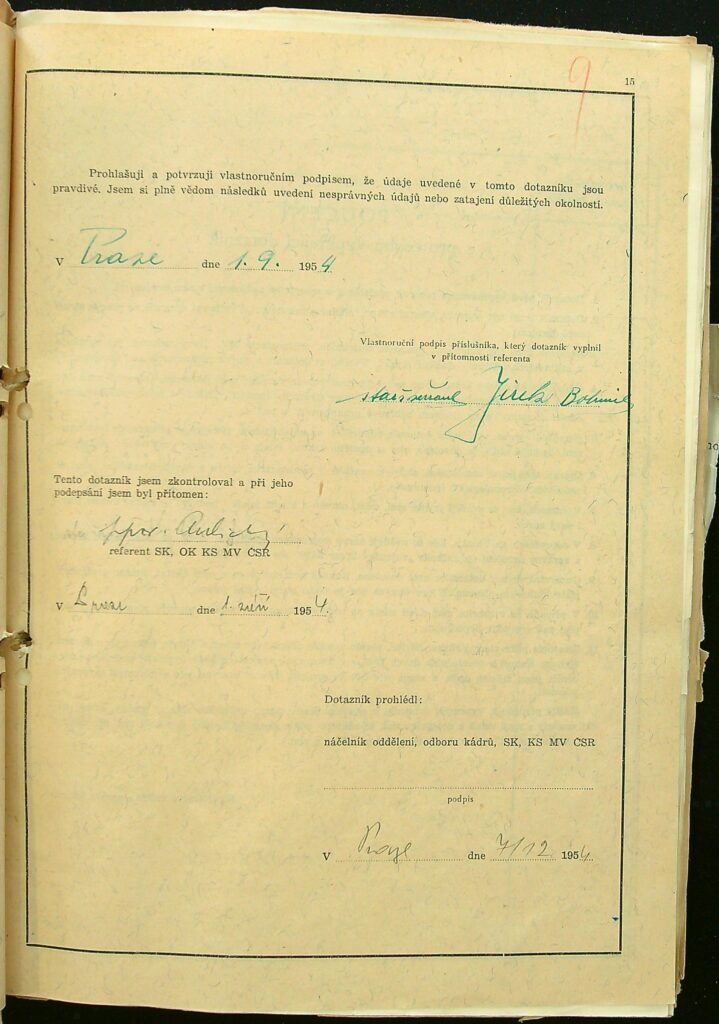 9
15
Prohlašuji a potvrzuji vlastnoručním podpisem, že údaje uvedené v tomto dotazníku jsou
pravdivé. Jsem si plně vědom následků uvedení nesprávných údajů nebo zatajení důležitých okolností.
V Praze dne 1. 9. 1954
Vlastnoruční podpis příslušníka, který dotazník vyplnil
v přítomnosti referenta
Jirek Bohumil
Tento dotazník jsem zkontroloval a při jeho
podepsání jsem byl přítomen:
ppor.
referent SK, OK KS MV ČSR
V Praze dne 1. září 1954.
Dotazník prohlédl:
náčelník oddělení, odboru kádrů, SK, KS MV ČSR
podpis
V Praze dne 7/12 1954